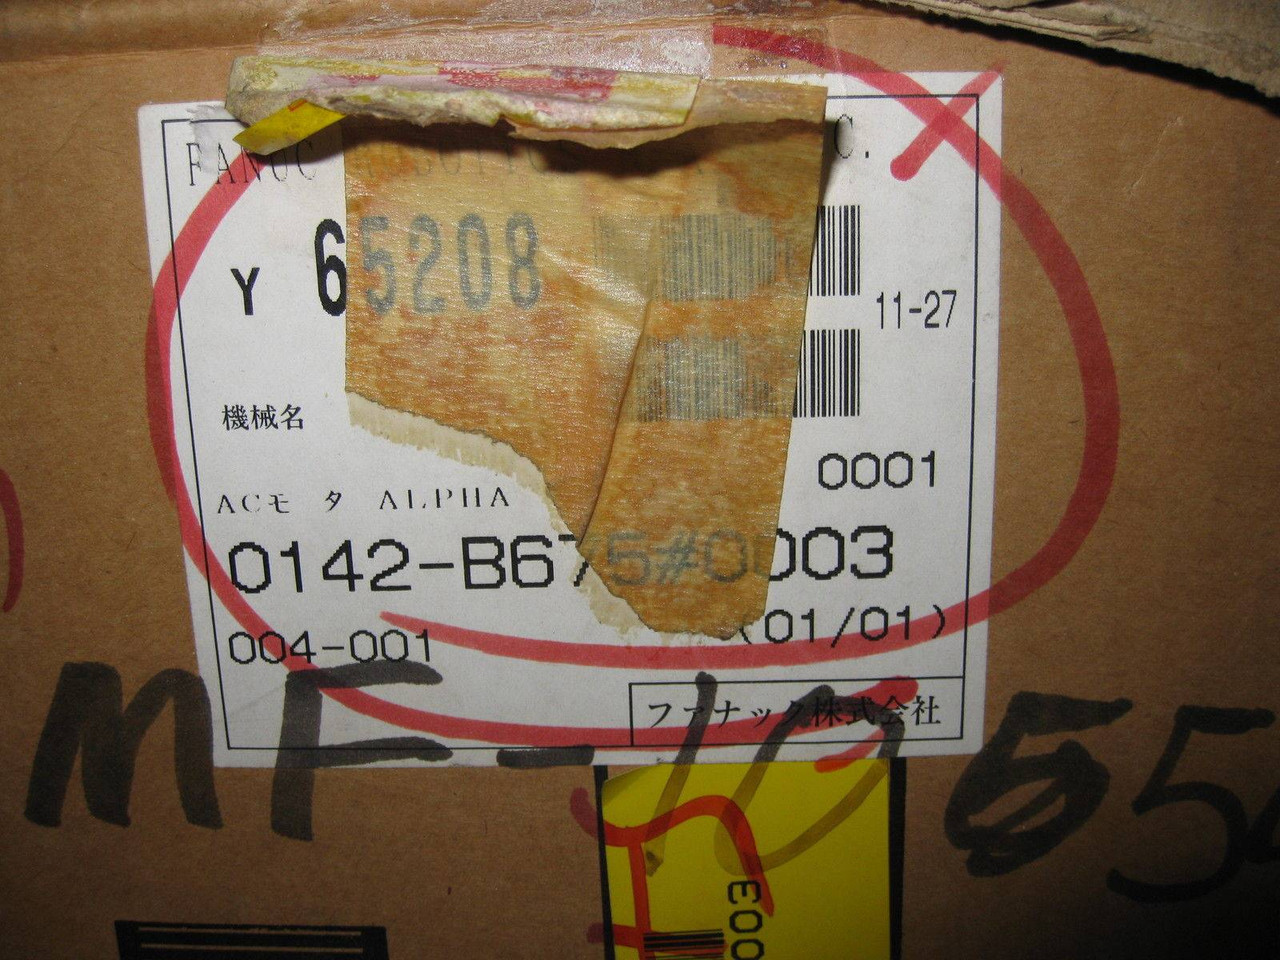 FANUC
C.
Y 65208
11-27
機械名
0001
ACモ タ ALPHA
0142-B675#0003
004-001
(01/01)
ファナック株式会社
MF-10
003